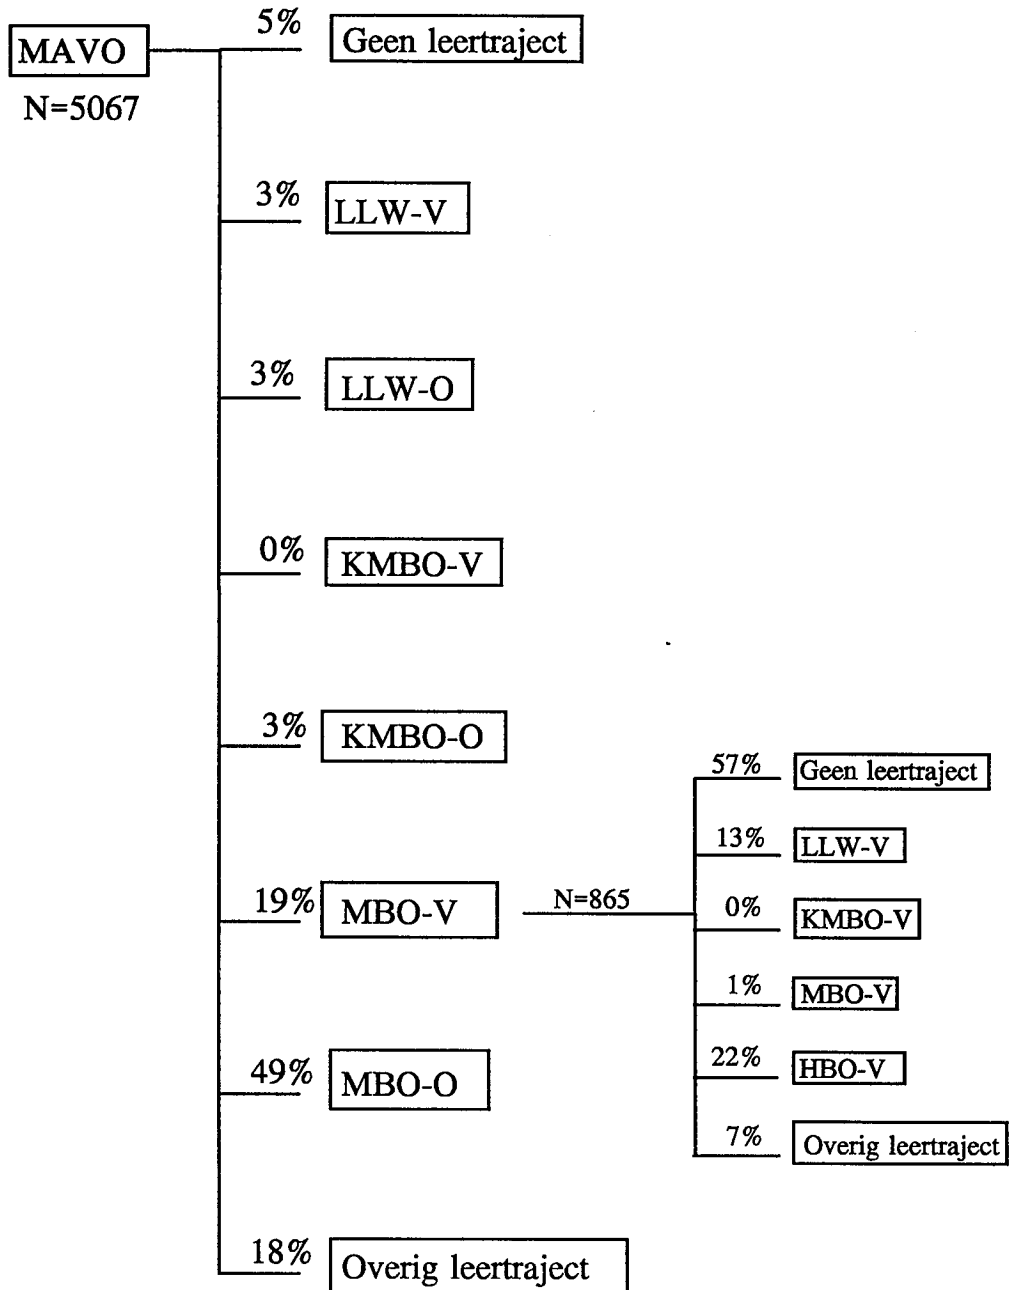 MAVO
N=5067
5% Geen leertraject
3% LLW-V
3% LLW-O
0% KMBO-V
3% KMBO-O
19% MBO-V
49% MBO-O
18% Overig leertraject
N=865
57% Geen leertraject
13% LLW-V
0% KMBO-V
1% MBO-V
22% HBO-V
7% Overig leertraject